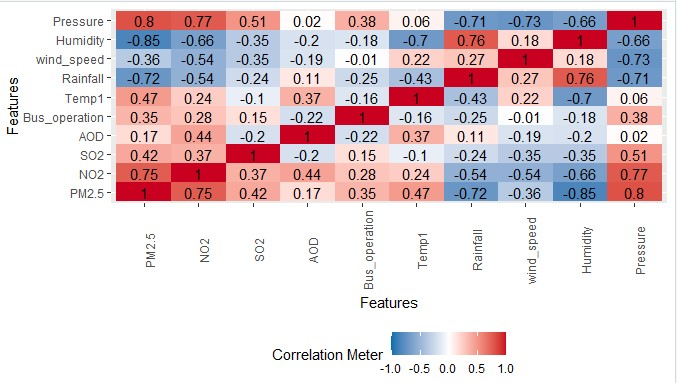 Pressure 0.8 0.77 0.51 0.02 0.38 0.06 -0.71 -0.73 -0.66 1
Humidity -0.85 -0.66 -0.35 -0.2 -0.18 -0.7 0.76 0.18 1 -0.66
wind_speed -0.36 -0.54 -0.35 -0.19 -0.01 0.22 0.27 1 0.18 -0.73
Rainfall -0.72 -0.54 -0.24 0.11 -0.25 -0.43 1 0.27 0.76 -0.71
Temp1 0.47 0.24 -0.1 0.37 -0.16 1 -0.43 0.22 -0.7 0.06
Bus_operation 0.35 0.28 0.15 -0.22 1 -0.16 -0.25 -0.01 -0.18 0.38
AOD 0.17 0.44 -0.2 1 -0.22 0.37 0.11 -0.19 -0.2 0.02
SO2 0.42 0.37 1 -0.2 0.15 -0.1 -0.24 -0.35 -0.35 0.51
NO2 0.75 1 0.37 0.44 0.28 0.24 -0.54 -0.54 -0.66 0.77
PM2.5 1 0.75 0.42 0.17 0.35 0.47 -0.72 -0.36 -0.85 0.8
Features
PM2.5 NO2 SO2 AOD Bus_operation Temp1 Rainfall wind_speed Humidity Pressure
Features
Correlation Meter
-1.0 -0.5 0.0 0.5 1.0